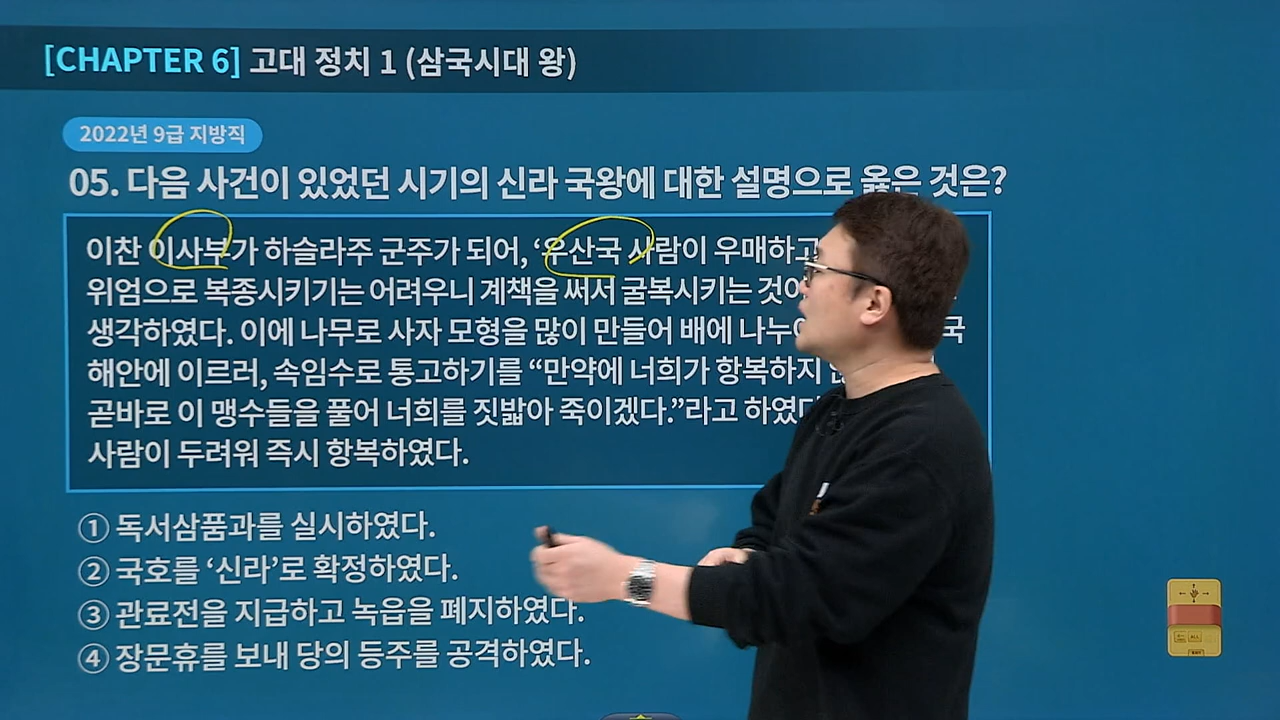 [CHAPTER 6] 고대 정치 1 (삼국시대 왕)
2022년 9급 지방직
05. 다음 사건이 있었던 시기의 신라 국왕에 대한 설명으로 옳은 것은?
이찬 이사부가 하슬라주 군주가 되어, ‘우산국 사람이 우매하고
위엄으로 복종시키기는 어려우니 계책을 써서 굴복시키는
생각하였다. 이에 나무로 사자 모형을 많이 만들어 배에 국
해안에 이르러, 속임수로 통고하기를 “만약에 너희가 항복하지
곧바로 이 맹수들을 풀어 너희를 짓밟아 죽이겠다.”라고
사람이 두려워 즉시 항복하였다.
① 독서삼품과를 실시하였다.
② 국호를 ‘신라’로 확정하였다.
③ 관료전을 지급하고 녹읍을 폐지하였다.
④ 장문휴를 보내 당의 등주를 공격하였다.